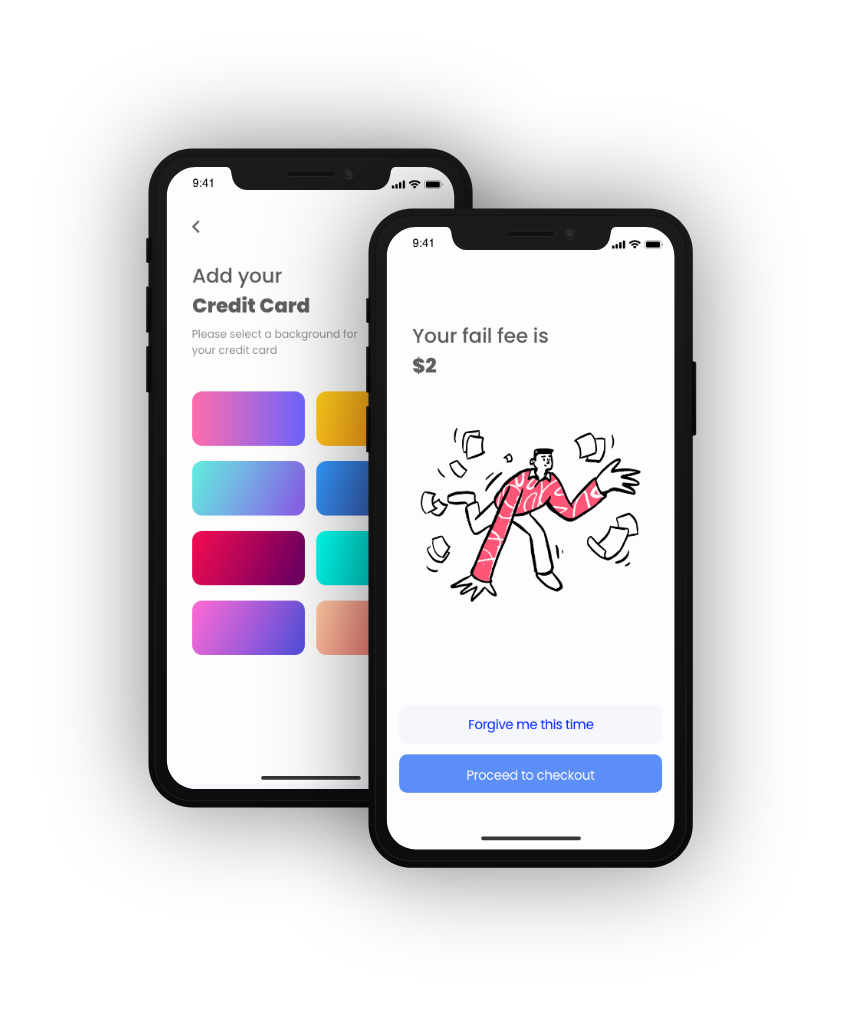 9:41
Add your
Credit Card
Please select a background for
your credit card
9:41
Your fail fee is
$2
Forgive me this time
Proceed to checkout